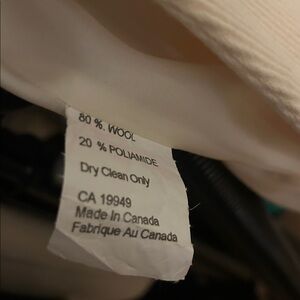 80 % WOOL
20 % POLIAMIDE
Dry Clean Only
CA 19949
Made In Canada
Fabrique Au Canada